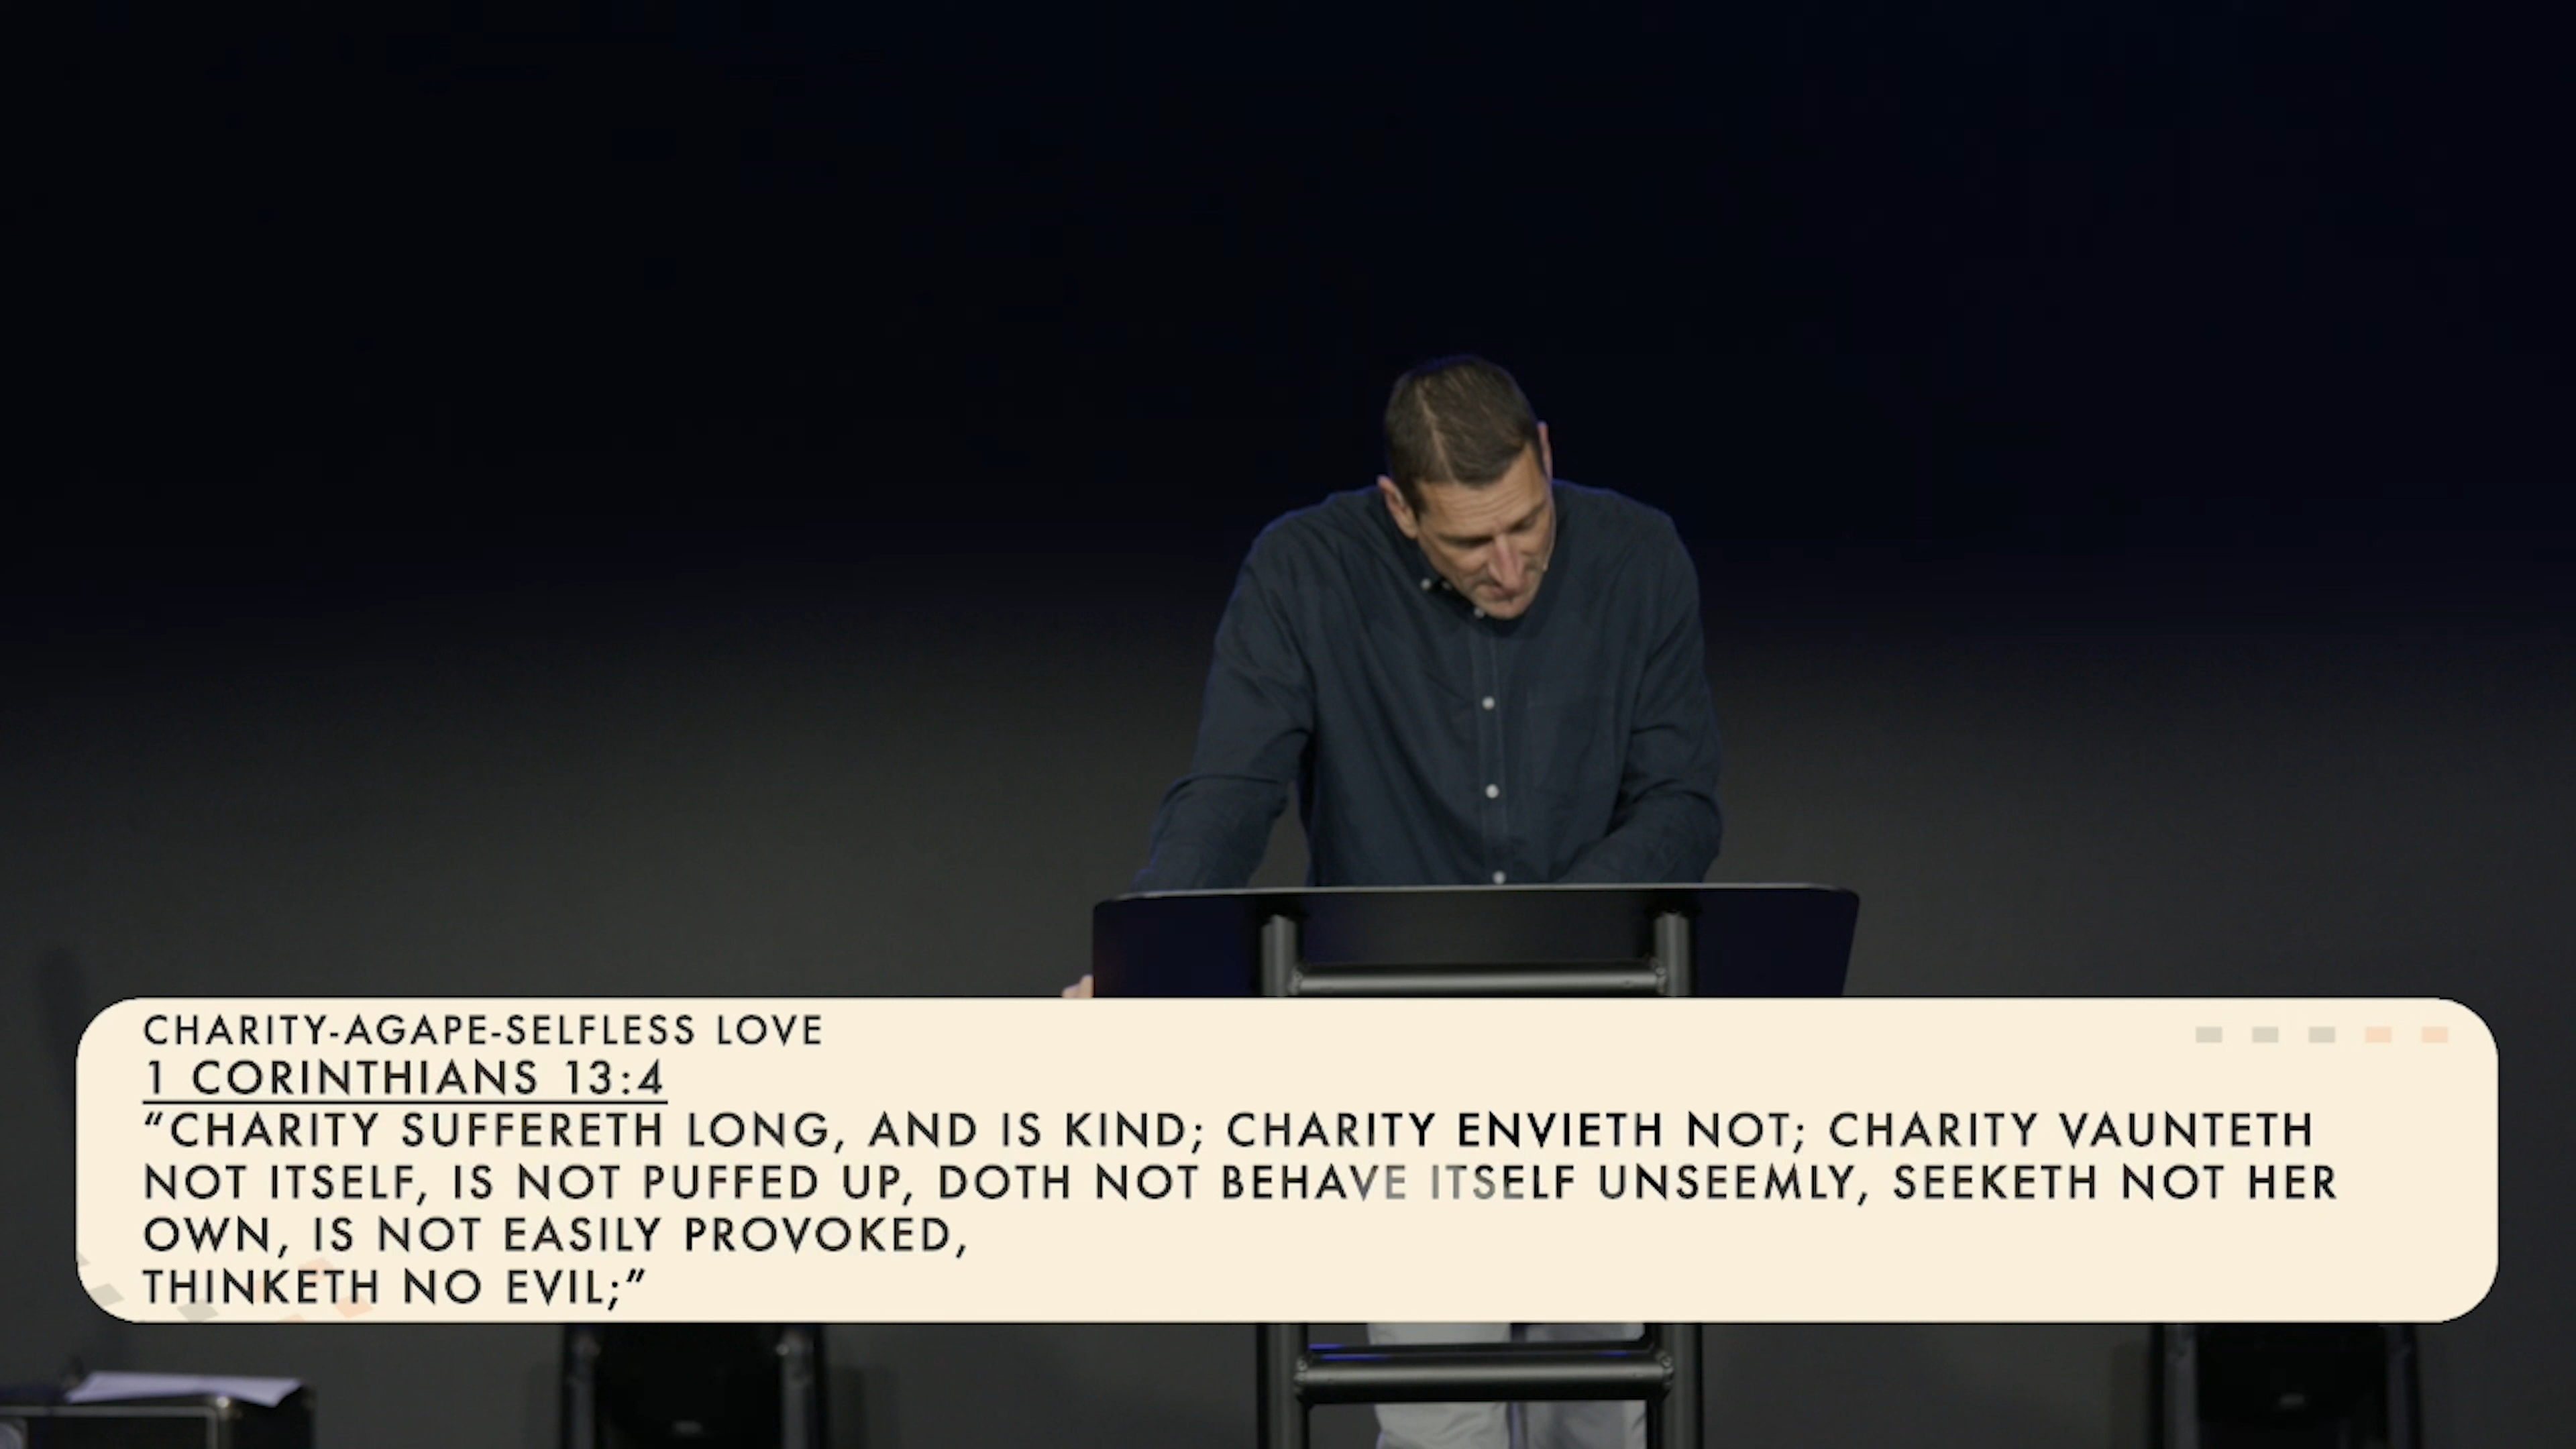 CHARITY-AGAPE-SELFLESS LOVE
1 CORINTHIANS 13:4
“CHARITY SUFFERETH LONG, AND IS KIND; CHARITY ENVIETH NOT; CHARITY VAUNTETH
NOT ITSELF, IS NOT PUFFED UP, DOTH NOT BEHAVE ITSELF UNSEEMLY, SEEKETH NOT HER
OWN, IS NOT EASILY PROVOKED,
THINKETH NO EVIL;”